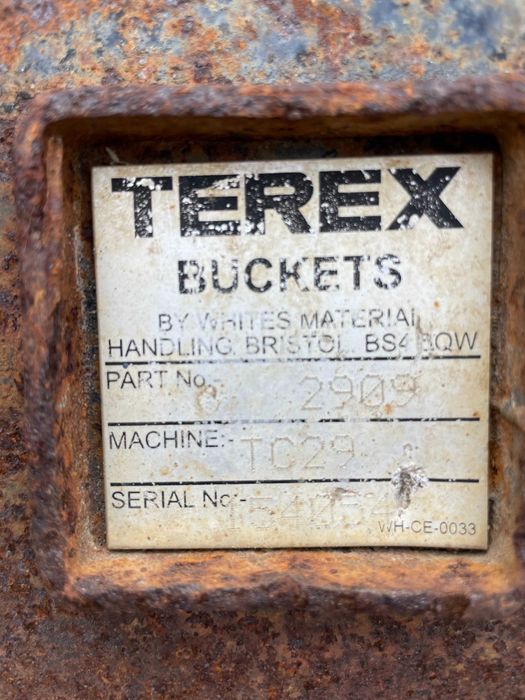 TEREX
BUCKETS
BY WHITES MATERIAL
HANDLING, BRISTOL, BS4
PART No.- 2909
MACHINE:- TC29
SERIAL No:-
WH-CE-0033